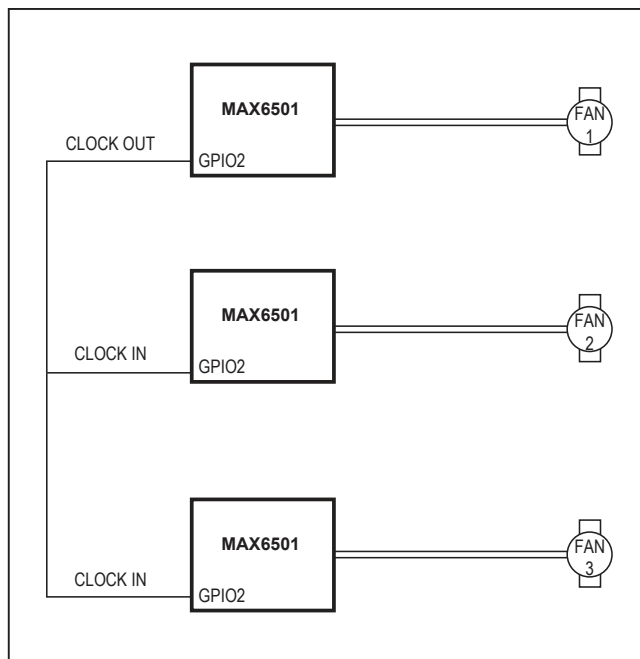 MAX6501
FAN
1
CLOCK OUT
GPIO2
MAX6501
FAN
2
CLOCK IN
GPIO2
MAX6501
FAN
3
CLOCK IN
GPIO2